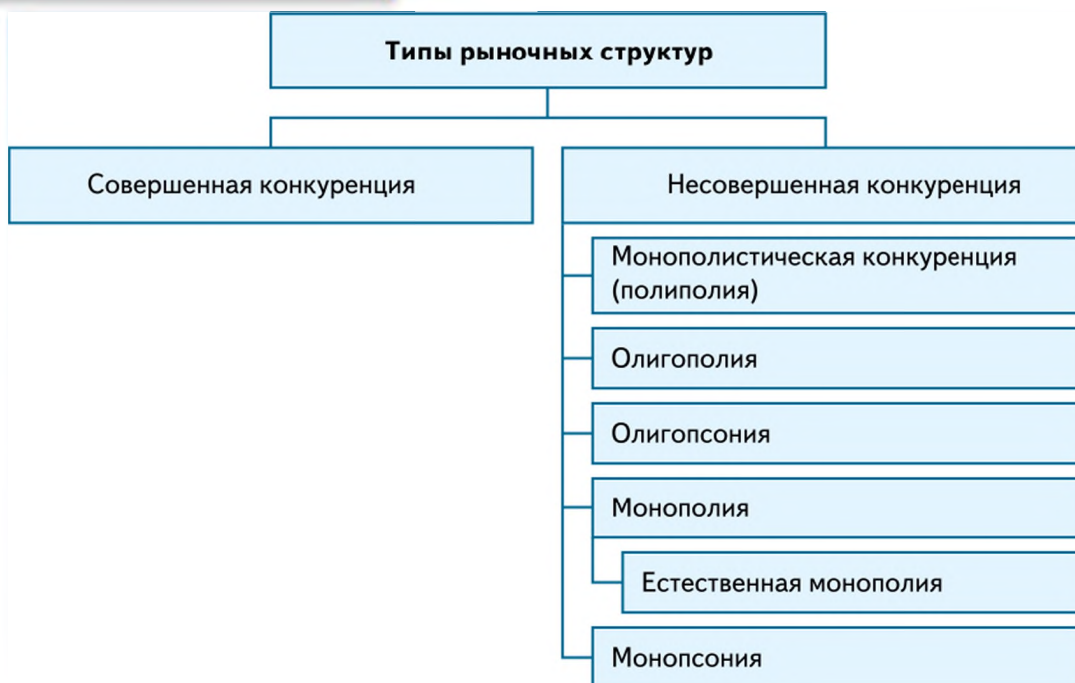 Типы рыночных структур
Совершенная конкуренция
Несовершенная конкуренция
Монополистическая конкуренция
(полиполия)
Олигополия
Олигопсония
Монополия
Естественная монополия
Монопсония